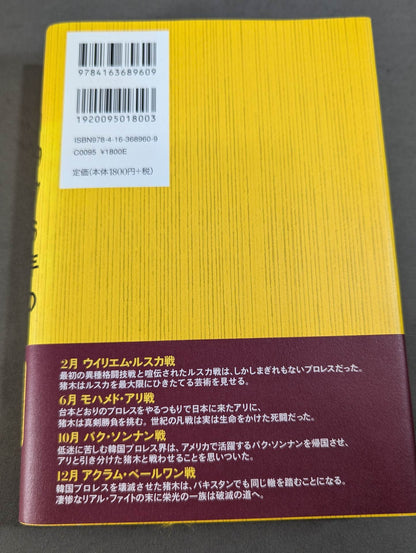 9784163689609
1920095018003
ISBN978-4-16-368960-9
C0095 ¥1800E
定価(本体1800円+税)
2月 ウイリエム・ルスカ戦
最初の異種格闘技戦と喧伝されたルスカ戦は、しかしまぎれもないプロレスだった。
猪木はルスカを最大限にひきたてる芸術を見せる。
6月 モハメド・アリ戦
台本どおりのプロレスをやるつもりで日本に来たアリに、
猪木は真剣勝負を挑む。世紀の凡戦は実は生命をかけた死闘だった。
10月 パク・ソンナン戦
低迷に苦しむ韓国プロレス界は、アメリカで活躍するパク・ソンナンを帰国させ、
アリと引き分けた猪木と戦わせることを思いついた。
12月 アクラム・ペールワン戦
韓国プロレスを壊滅させた猪木は、パキスタンでも同じ轍を踏むことになる。
凄惨なリアル・ファイトの末に栄光の一族は破滅の道へ。